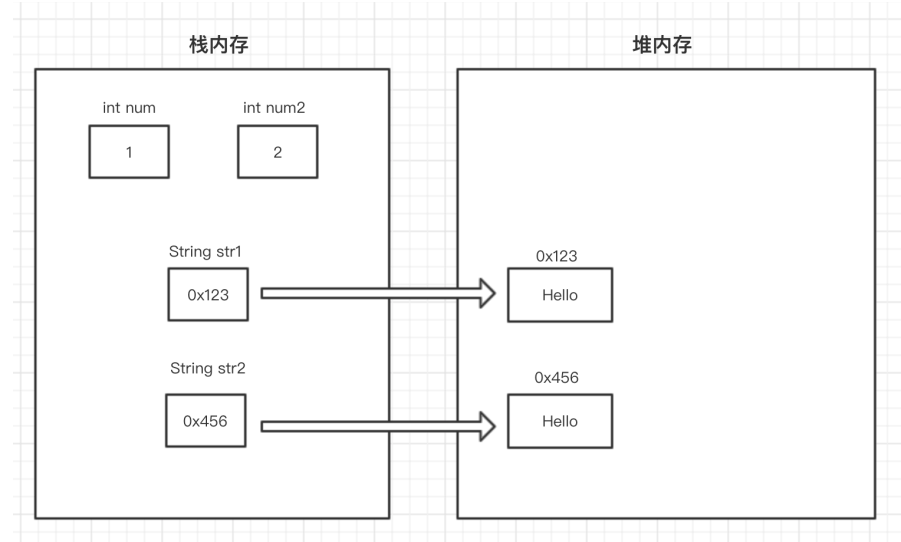 栈内存
堆内存
int num
int num2
1
2
String str1
0x123
0x123
Hello
String str2
0x456
0x456
Hello